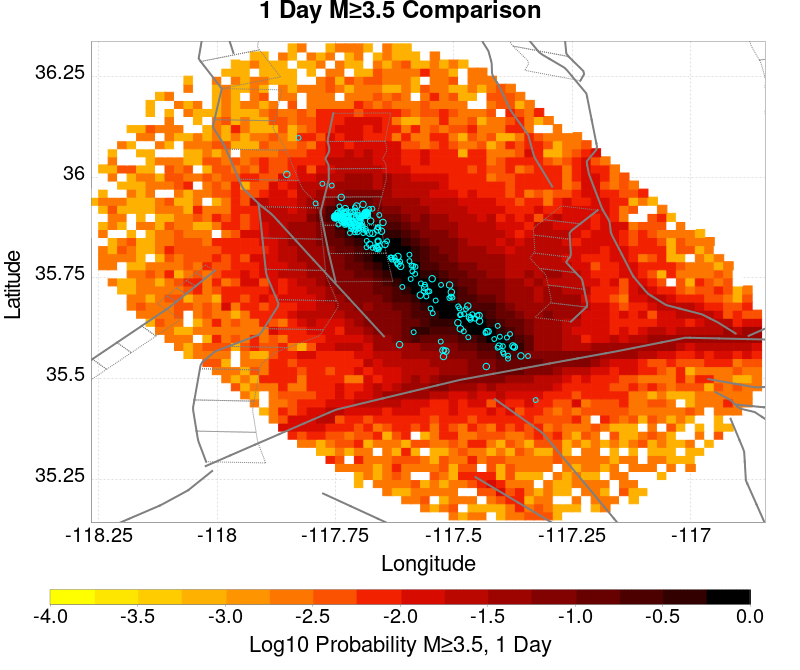 1 Day M≥3.5 Comparison
36.25
36
35.75
35.5
35.25
Latitude
-118.25 -118 -117.75 -117.5 -117.25 -117
Longitude
-4.0 -3.5 -3.0 -2.5 -2.0 -1.5 -1.0 -0.5 0.0
Log10 Probability M≥3.5, 1 Day